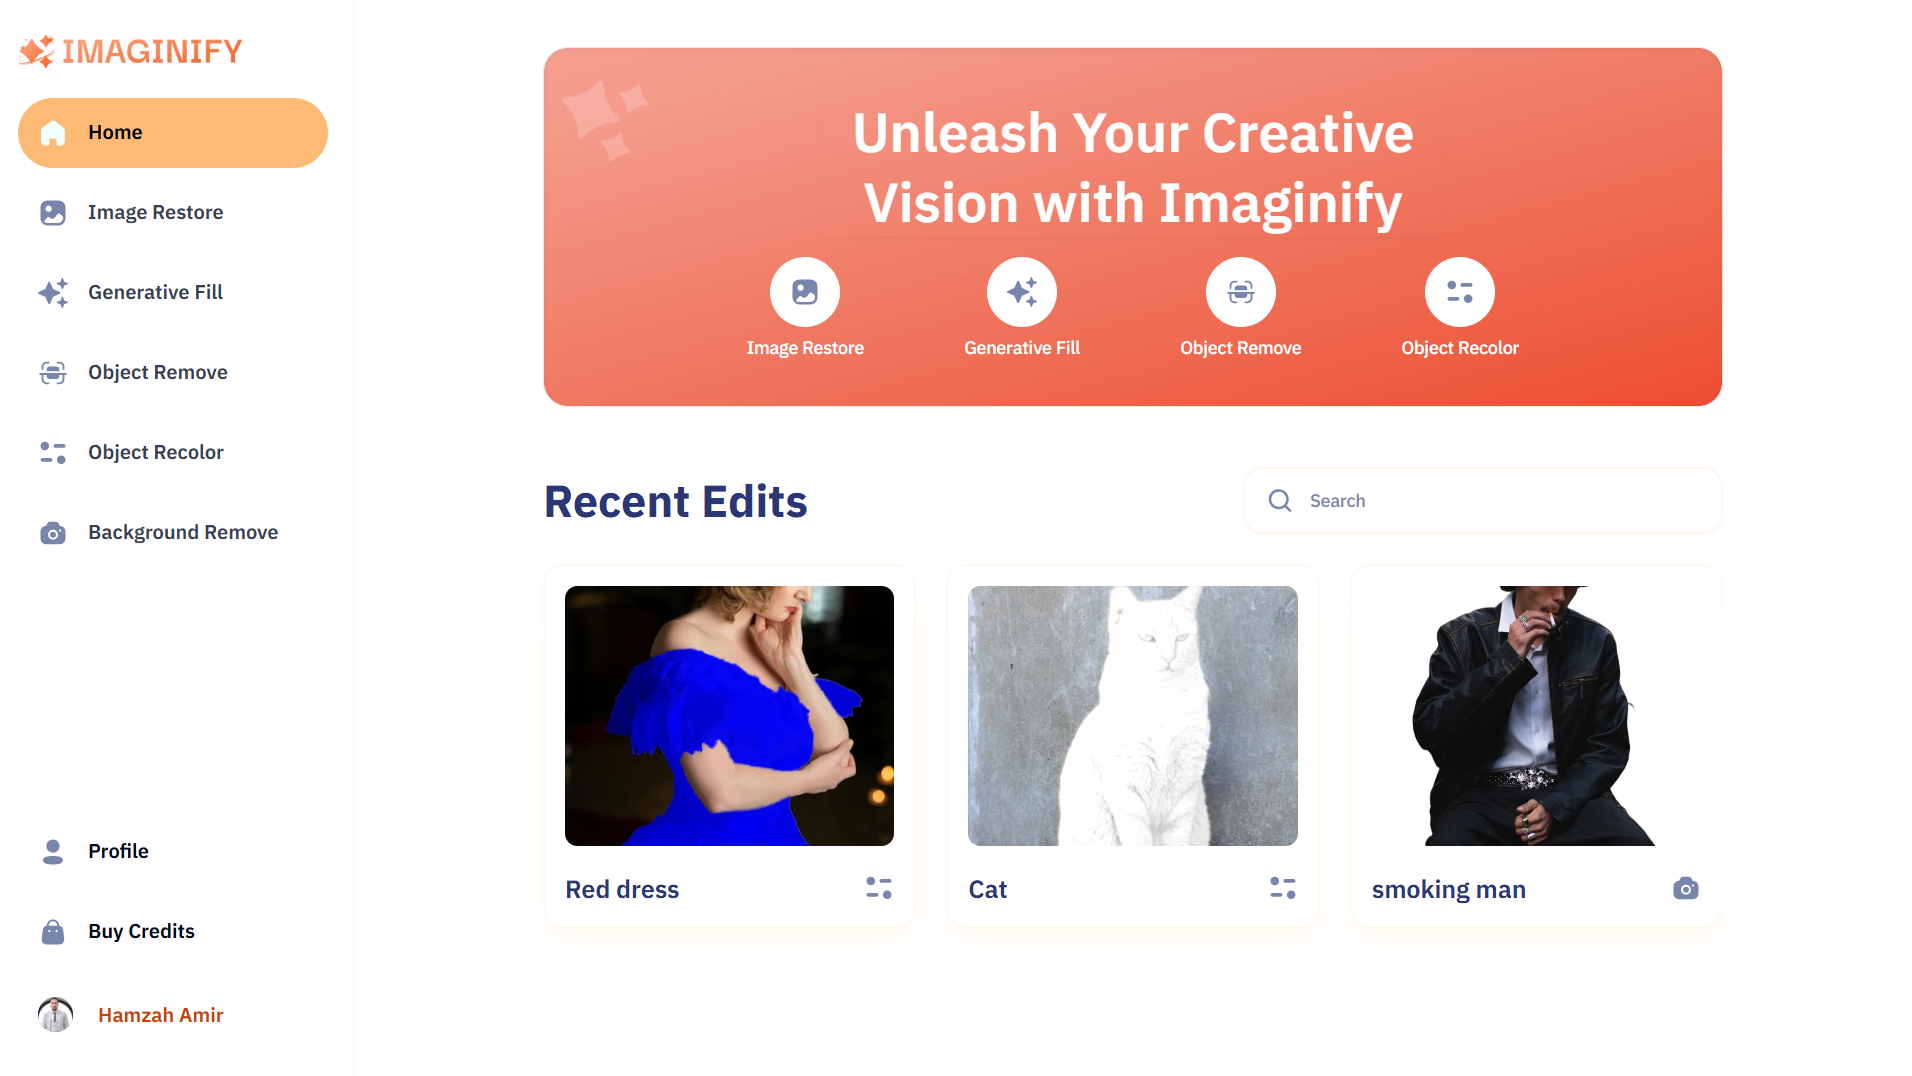 IMAGINIFY
Home
Image Restore
Generative Fill
Object Remove
Object Recolor
Background Remove
Profile
Buy Credits
Hamzah Amir
Unleash Your Creative
Vision with Imaginify
Image Restore
Generative Fill
Object Remove
Object Recolor
Recent Edits
Search
Red dress
Cat
smoking man